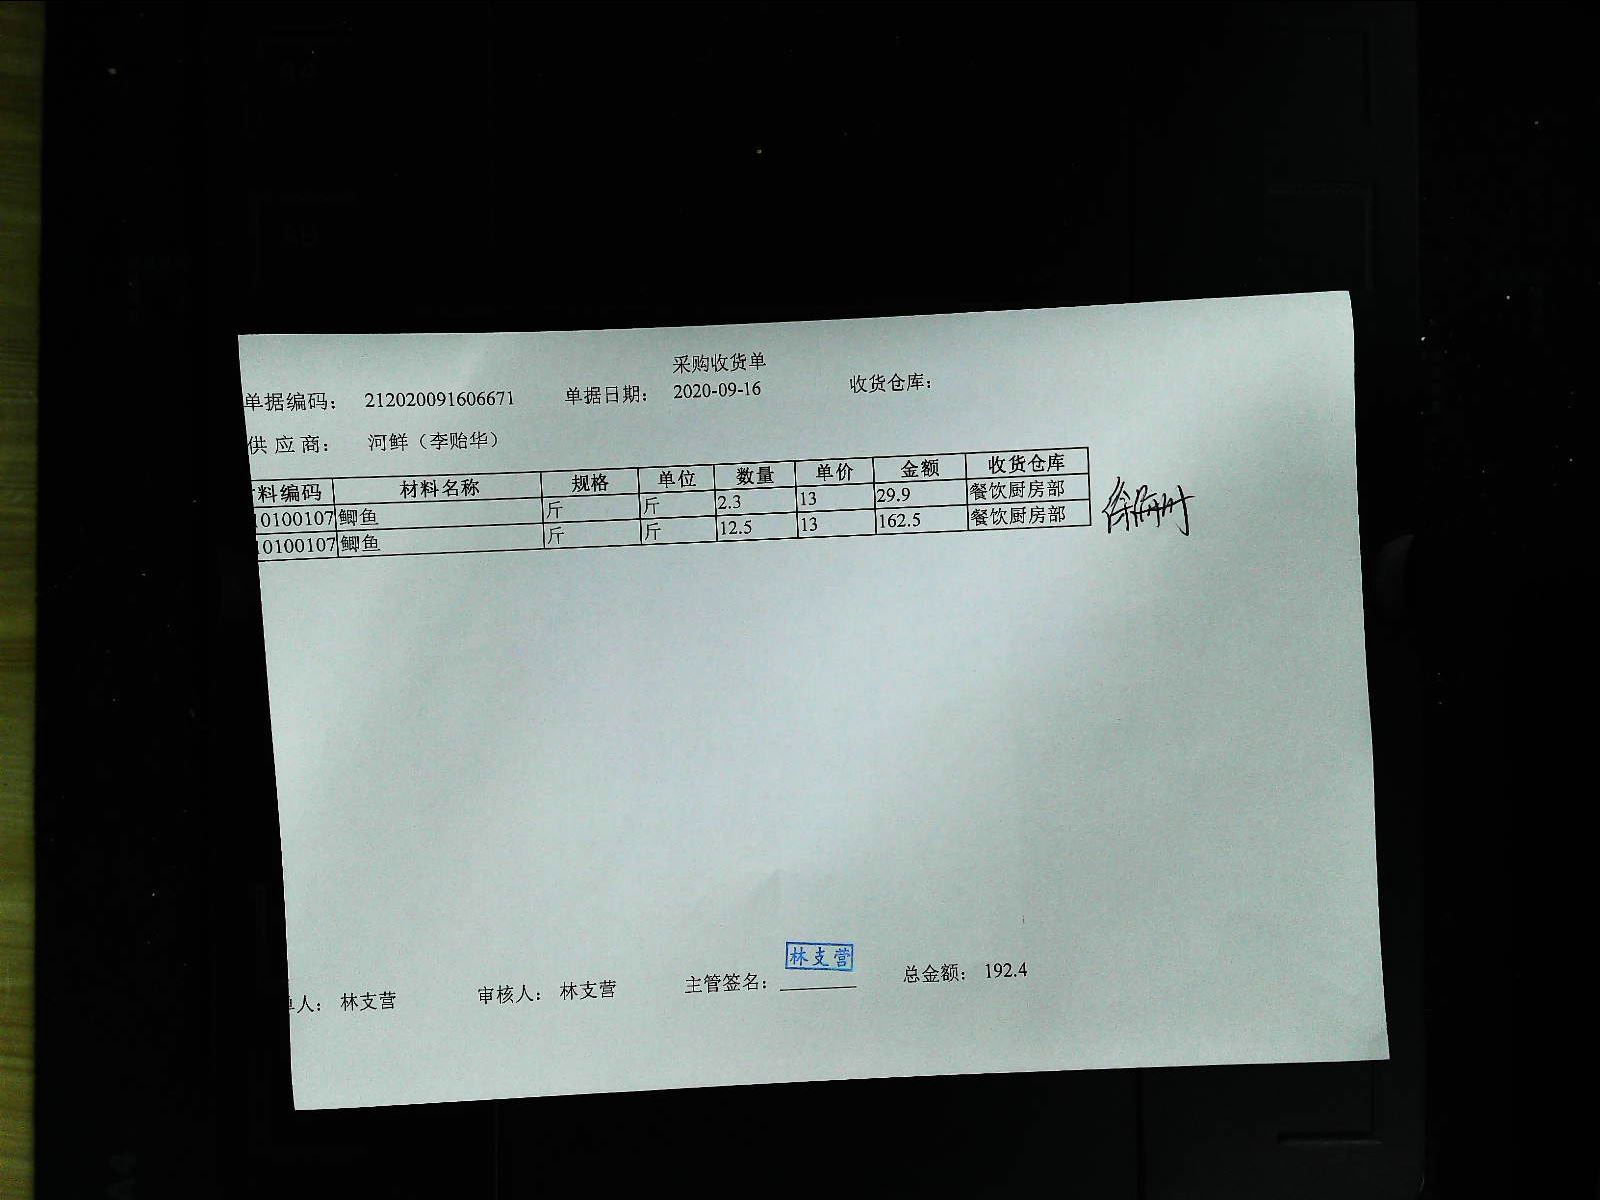 采购收货单
单据编码: 212020091606671 单据日期: 2020-09-16 收货仓库:
供应商: 河鲜（李贻华）
料编码 材料名称 规格 单位 数量 单价 金额 收货仓库
10100107 鲫鱼 斤 斤 2.3 13 29.9 餐饮厨房部
10100107 鲫鱼 斤 斤 12.5 13 162.5 餐饮厨房部
林支营
单人: 林支营 审核人: 林支营 主管签名: 总金额: 192.4